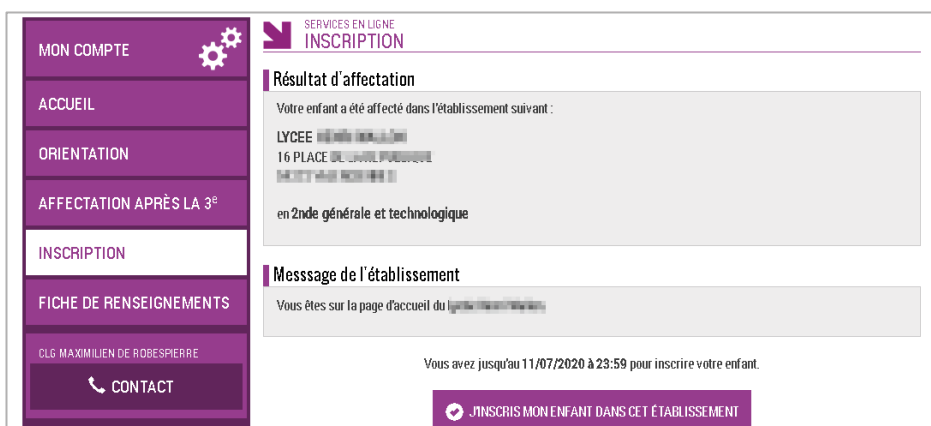 MON COMPTE
ACCUEIL
ORIENTATION
AFFECTATION APRÈS LA 3e
INSCRIPTION
FICHE DE RENSEIGNEMENTS
CLG MAXIMILIEN DE ROBESPIERRE
CONTACT
SERVICES EN LIGNE
INSCRIPTION
Résultat d'affectation
Votre enfant a été affecté dans l'établissement suivant :
LYCEE
16 PLACE
en 2nde générale et technologique
Messsage de l'établissement
Vous êtes sur la page d'accueil du
Vous avez jusqu'au 11/07/2020 à 23:59 pour inscrire votre enfant.
J'INSCRIS MON ENFANT DANS CET ÉTABLISSEMENT